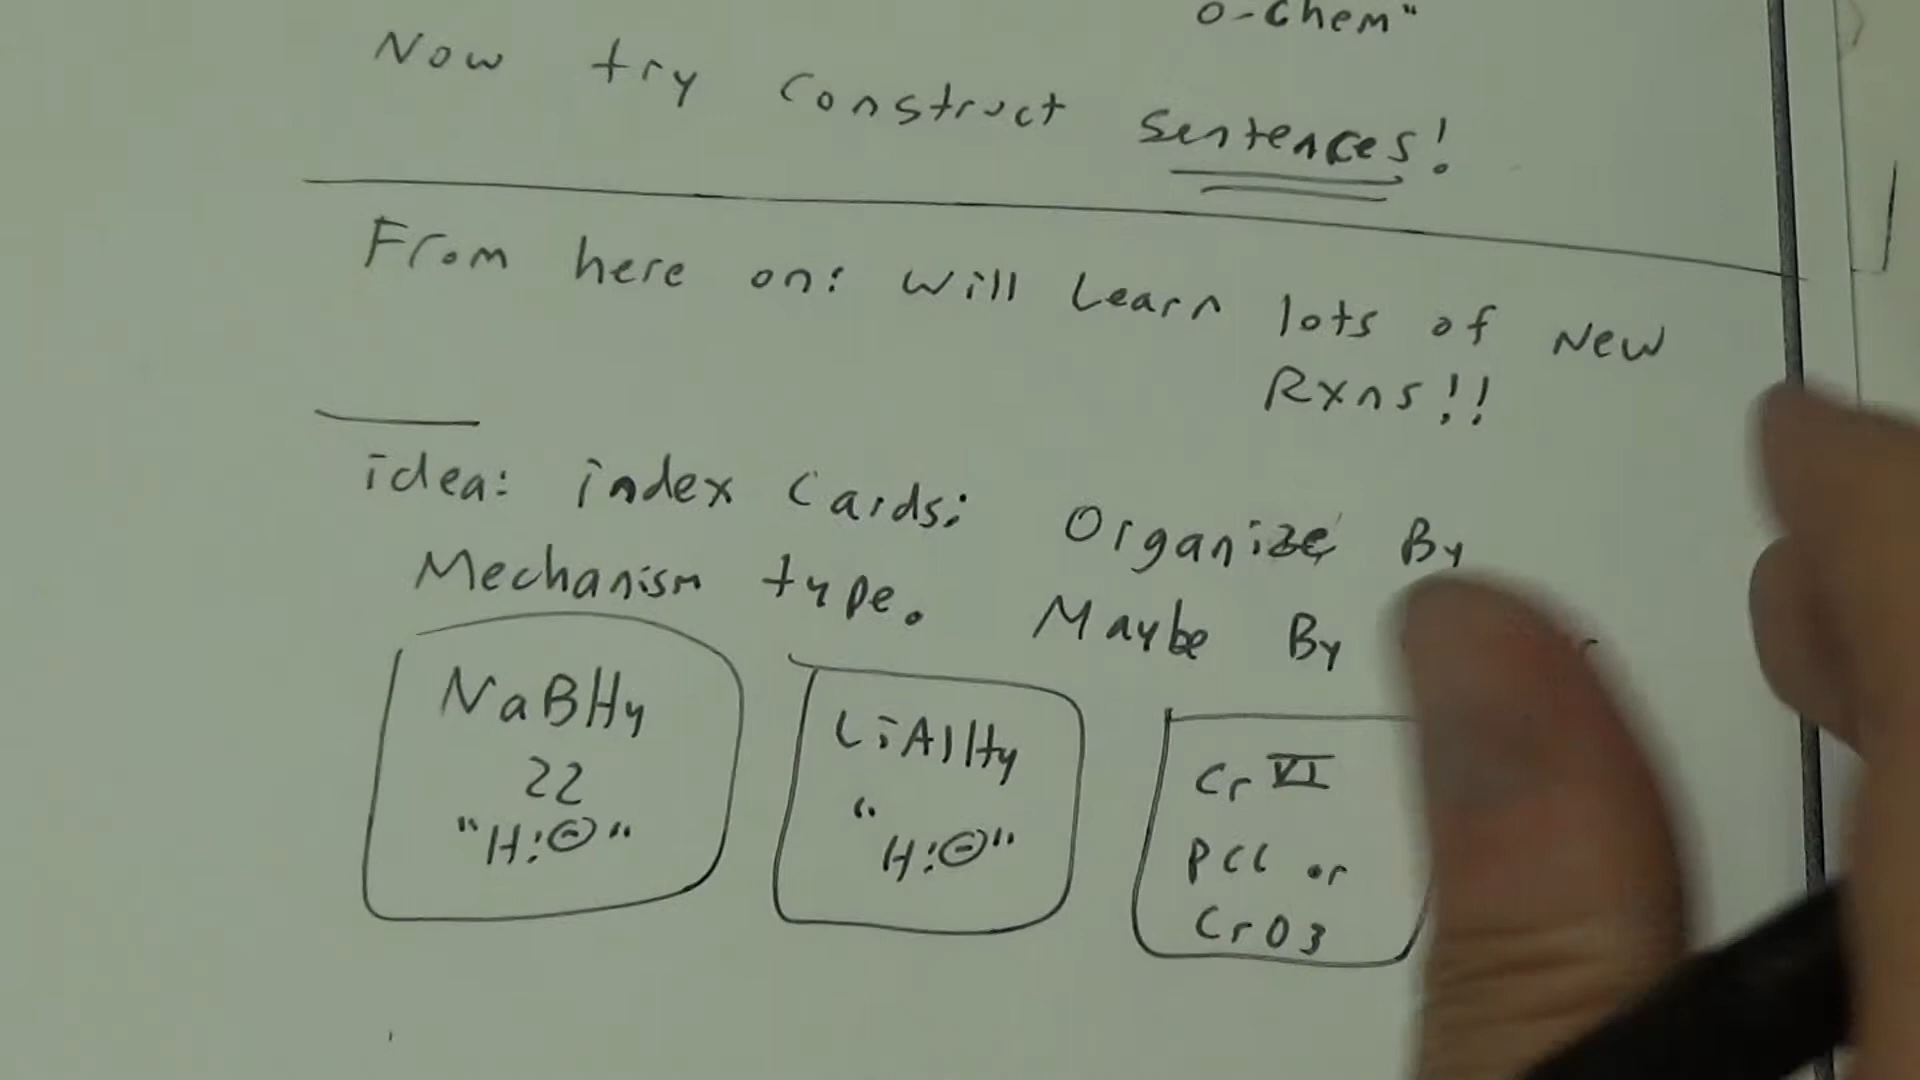 O-Chem"
Now try construct sentences!
From here on: will Learn lots of New
Rxns!!
idea: index Cards: Organize By
Mechanism type. Maybe By
NaBH4
22
"H:⊖"
LiAlH4
"H:⊖"
Cr VI
PCC or
CrO3